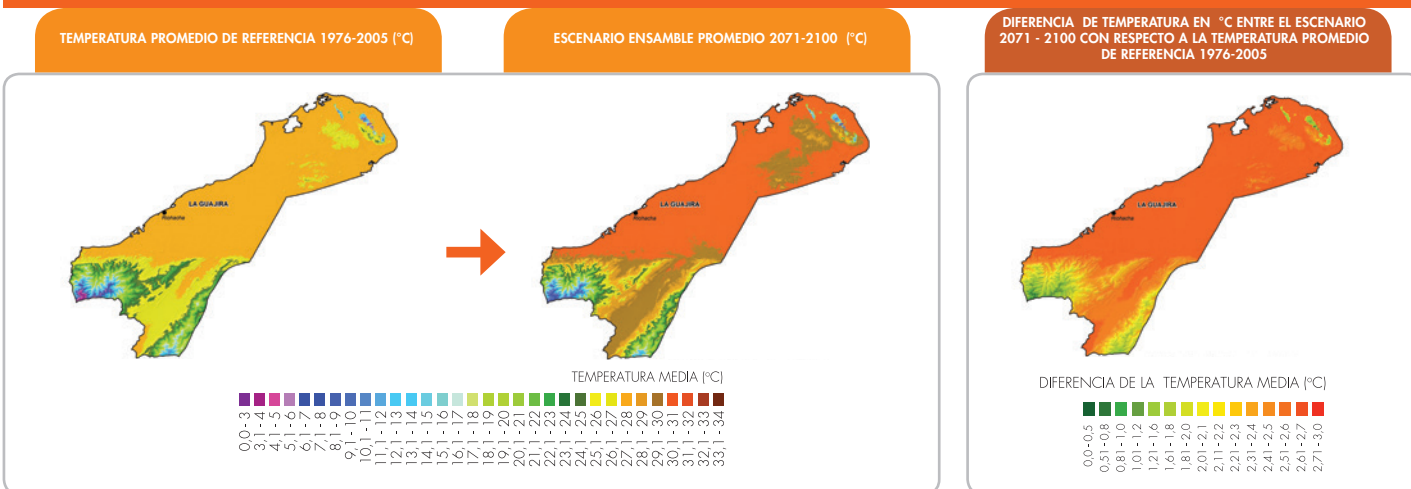 TEMPERATURA PROMEDIO DE REFERENCIA 1976-2005 (°C)
ESCENARIO ENSAMBLE PROMEDIO 2071-2100 (°C)
DIFERENCIA DE TEMPERATURA EN °C ENTRE EL ESCENARIO
2071 - 2100 CON RESPECTO A LA TEMPERATURA PROMEDIO
DE REFERENCIA 1976-2005
LA GUAJIRA
Riohacha
LA GUAJIRA
Riohacha
LA GUAJIRA
Riohacha
TEMPERATURA MEDIA (°C)
0,0 - 3
3,1 - 4
4,1 - 5
5,1 - 6
6,1 - 7
7,1 - 8
8,1 - 9
9,1 - 10
10,1 - 11
11,1 - 12
12,1 - 13
13,1 - 14
14,1 - 15
15,1 - 16
16,1 - 17
17,1 - 18
18,1 - 19
19,1 - 20
20,1 - 21
21,1 - 22
22,1 - 23
23,1 - 24
24,1 - 25
25,1 - 26
26,1 - 27
27,1 - 28
28,1 - 29
29,1 - 30
30,1 - 31
31,1 - 32
32,1 - 33
33,1 - 34
DIFERENCIA DE LA TEMPERATURA MEDIA (°C)
0,0 - 0,5
0,51 - 0,8
0,81 - 1,0
1,01 - 1,2
1,21 - 1,6
1,61 - 1,8
1,81 - 2,0
2,01 - 2,1
2,11 - 2,2
2,21 - 2,3
2,31 - 2,4
2,41 - 2,5
2,51 - 2,6
2,61 - 2,7
2,71 - 3,0